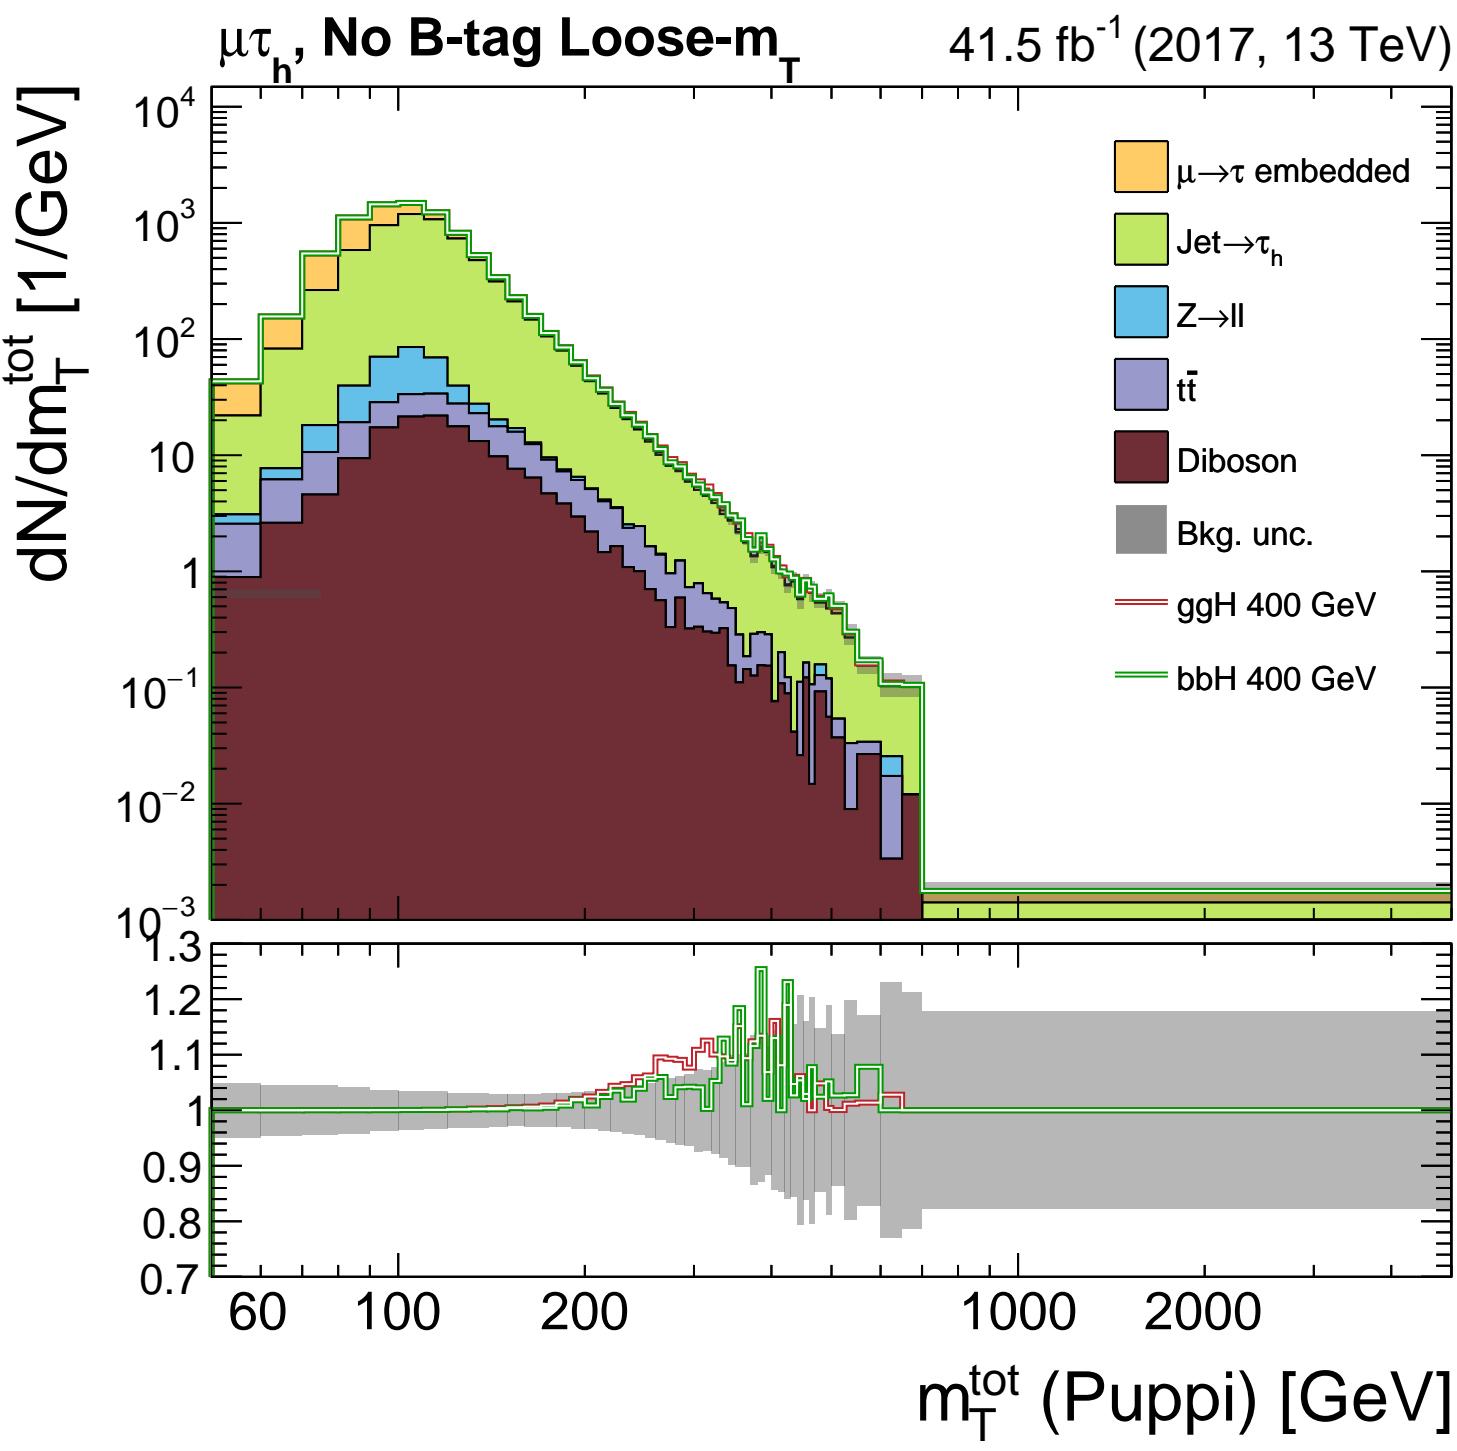 μτh, No B-tag Loose-mT
41.5 fb-1 (2017, 13 TeV)
dN/dmTtot [1/GeV]
104
103
102
10
1
10−1
10−2
10−3
μ→τ embedded
Jet→τh
Z→ll
tt̄
Diboson
Bkg. unc.
ggH 400 GeV
bbH 400 GeV
1.3
1.2
1.1
1
0.9
0.8
0.7
60 100 200 1000 2000
mTtot (Puppi) [GeV]